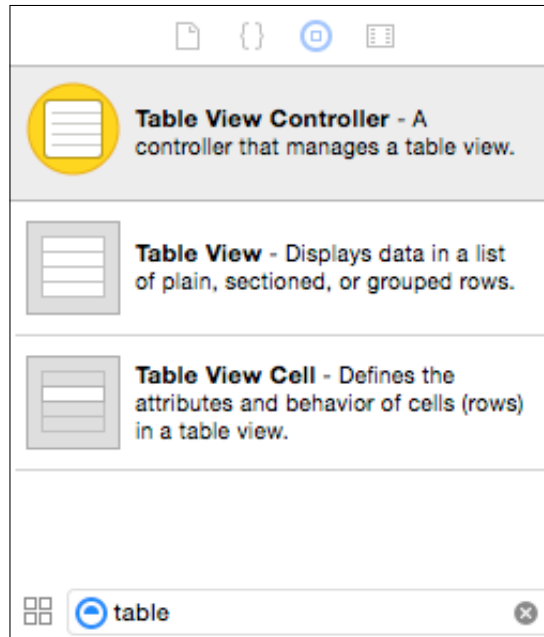 Table View Controller - A
controller that manages a table view.
Table View - Displays data in a list
of plain, sectioned, or grouped rows.
Table View Cell - Defines the
attributes and behavior of cells (rows)
in a table view.
table